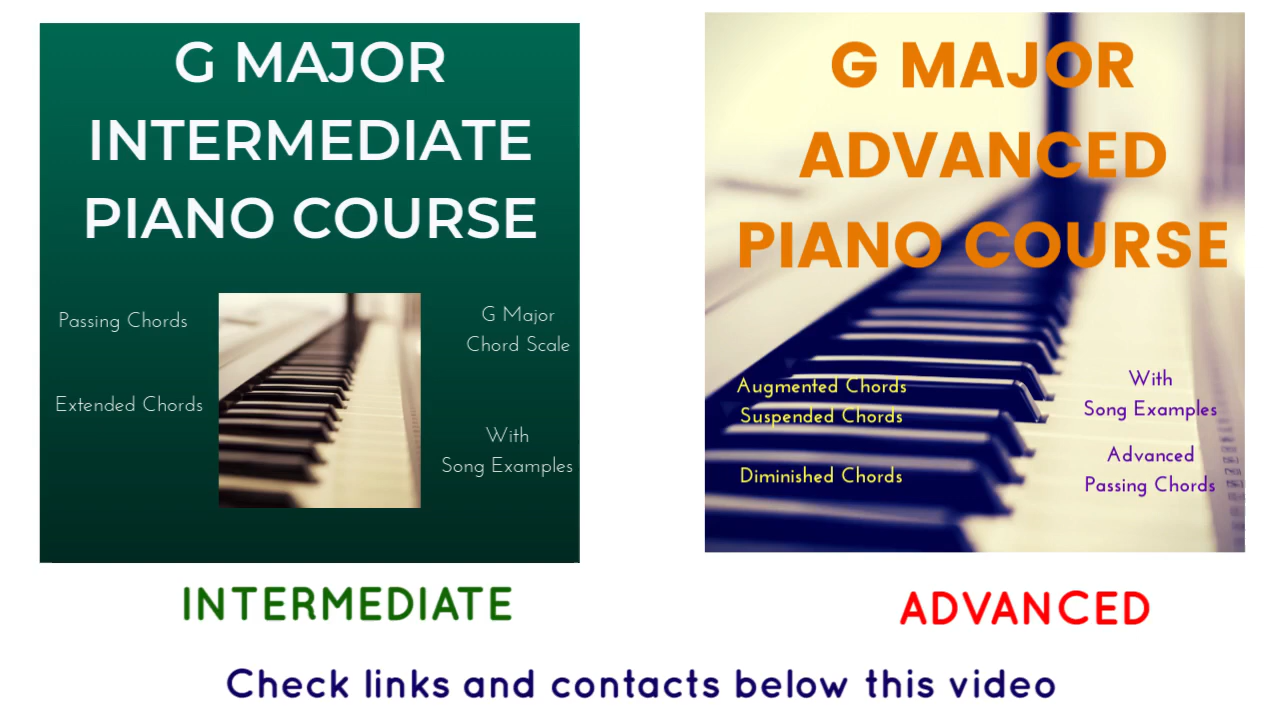 G MAJOR
INTERMEDIATE
PIANO COURSE
Passing Chords
Extended Chords
G Major
Chord Scale
With
Song Examples
INTERMEDIATE
G MAJOR
ADVANCED
PIANO COURSE
Augmented Chords
Suspended Chords
Diminished Chords
With
Song Examples
Advanced
Passing Chords
ADVANCED
Check links and contacts below this video